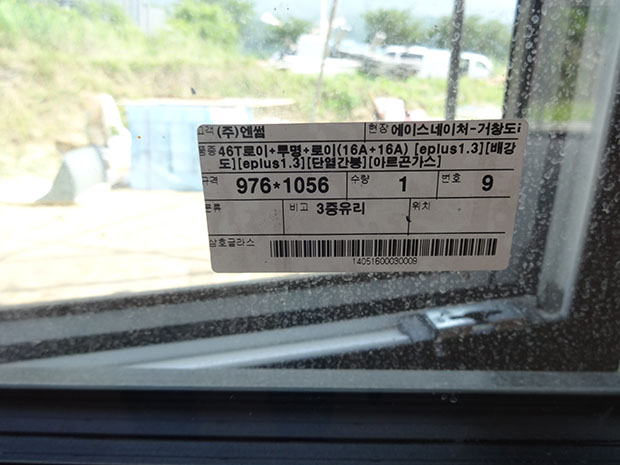 고객 (주)엔썸 현장 에이스네이처-거창도i
품종 46T로이+투명+로이(16A+16A) [eplus1.3][배강
도][eplus1.3][단열간봉][아르곤가스]
규격 976*1056 수량 1 번호 9
분류 비고 3중유리 위치
삼호글라스
14051600030009